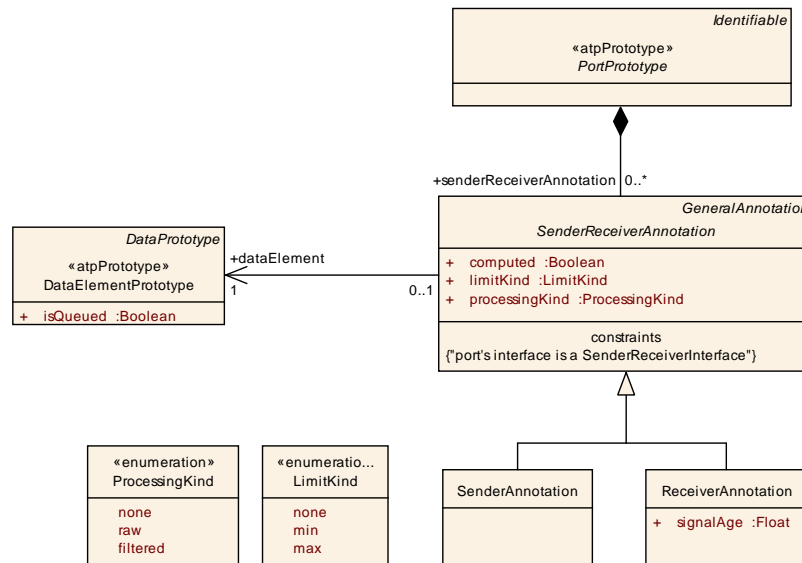 Identifiable
«atpPrototype»
PortPrototype
+senderReceiverAnnotation 0..*
GeneralAnnotation
SenderReceiverAnnotation
+ computed :Boolean
+ limitKind :LimitKind
+ processingKind :ProcessingKind
constraints
{"port's interface is a SenderReceiverInterface"}
DataPrototype
«atpPrototype»
DataElementPrototype
+ isQueued :Boolean
+dataElement
1 0..1
«enumeration»
ProcessingKind
none
raw
filtered
«enumeratio...
LimitKind
none
min
max
SenderAnnotation
ReceiverAnnotation
+ signalAge :Float